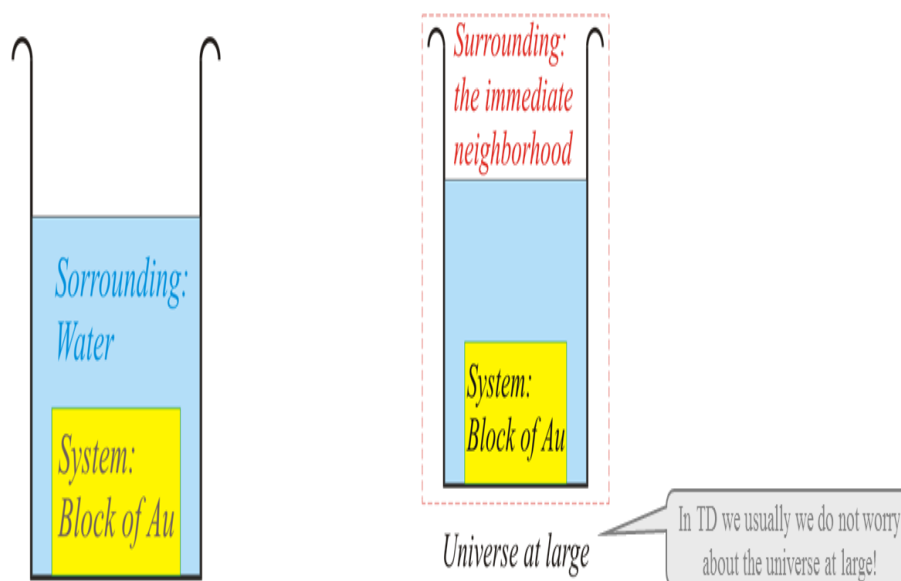 Sorrounding:
Water
System:
Block of Au
Surrounding:
the immediate
neighborhood
System:
Block of Au
Universe at large
In TD we usually we do not worry
about the universe at large!